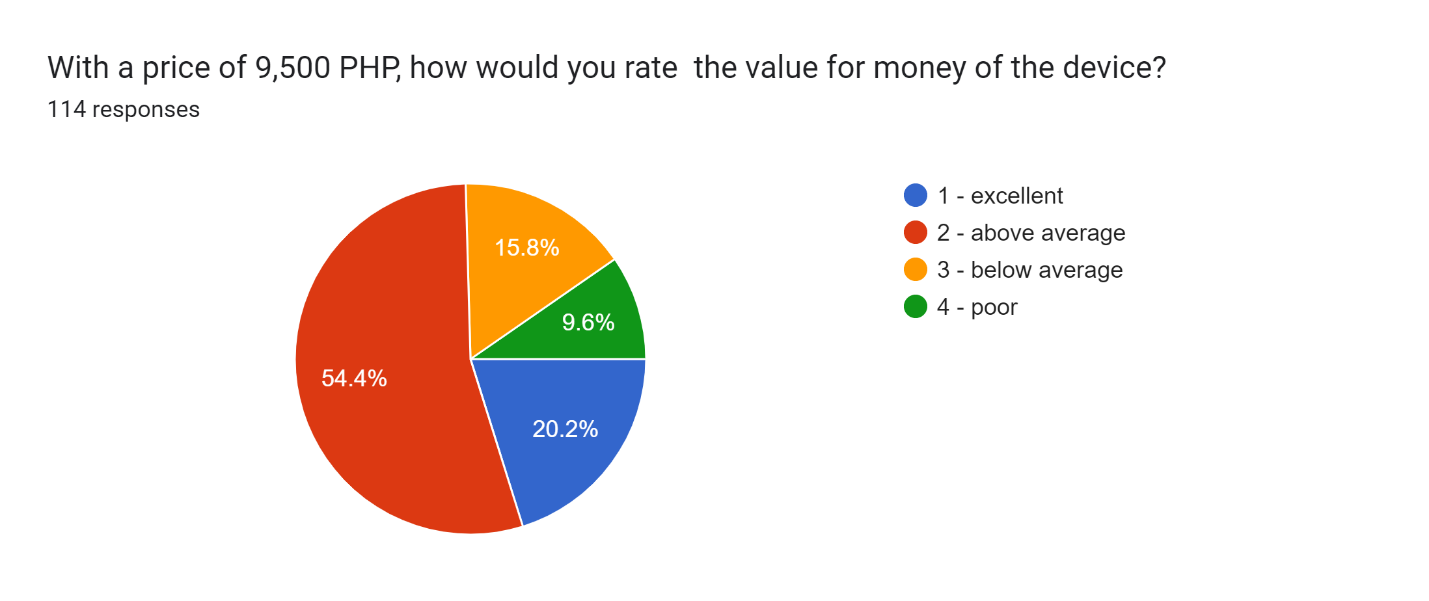 With a price of 9,500 PHP, how would you rate  the value for money of the device?
114 responses
15.8%
9.6%
54.4%
20.2%
1 - excellent
2 - above average
3 - below average
4 - poor